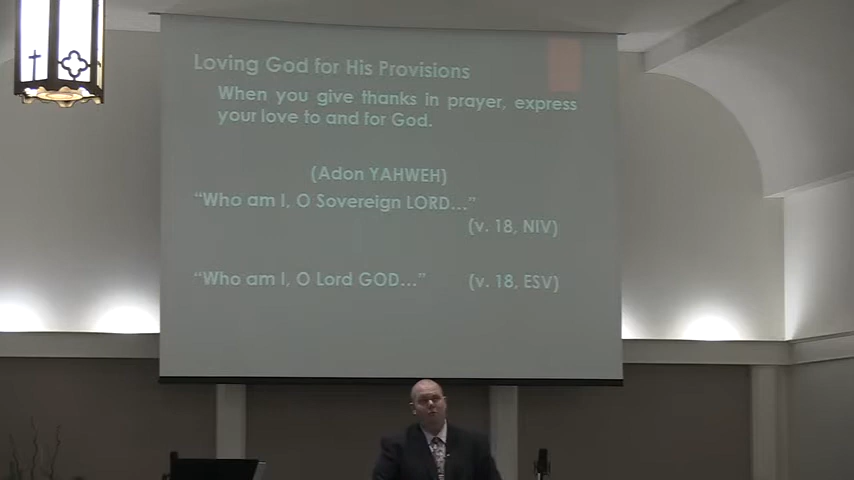 Loving God for His Provisions
When you give thanks in prayer, express
your love to and for God.
(Adon YAHWEH)
“Who am I, O Sovereign LORD…”
(v. 18, NIV)
“Who am I, O Lord GOD…” (v. 18, ESV)